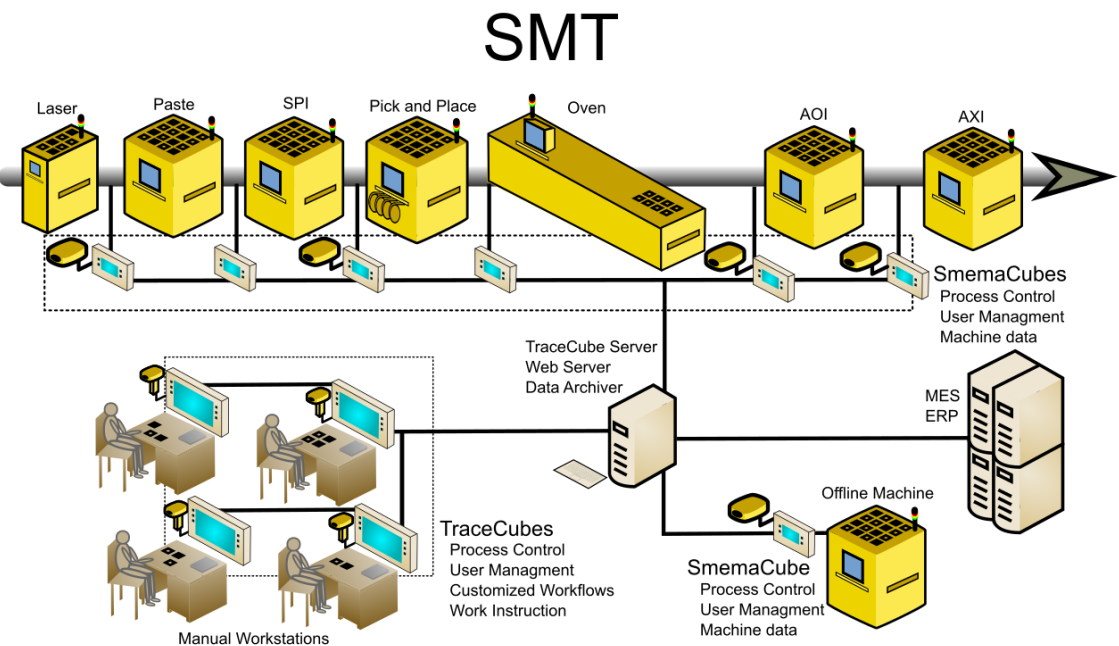 SMT
Laser
Paste
SPI
Pick and Place
Oven
AOI
AXI
SmemaCubes
Process Control
User Managment
Machine data
TraceCube Server
Web Server
Data Archiver
MES
ERP
Offline Machine
TraceCubes
Process Control
User Managment
Customized Workflows
Work Instruction
SmemaCube
Process Control
User Managment
Machine data
Manual Workstations